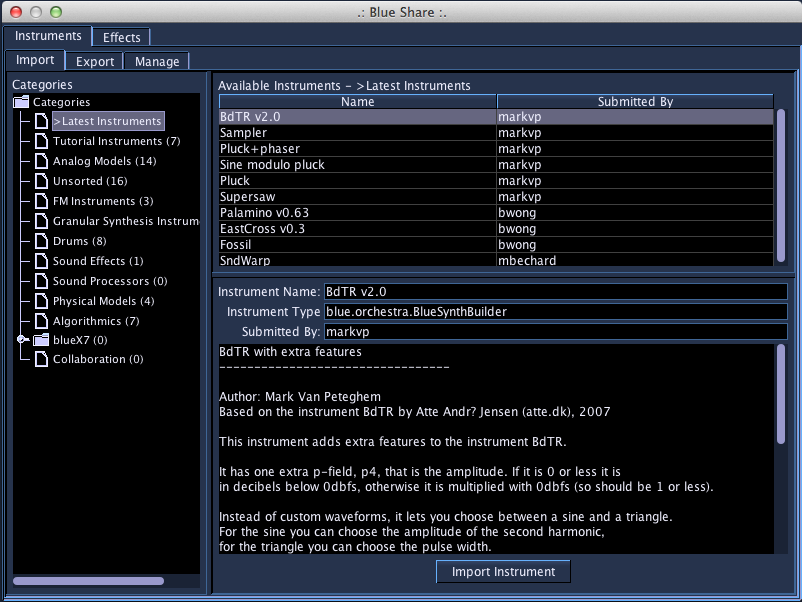 .: Blue Share :.
Instruments Effects
Import Export Manage
Categories
Categories
>Latest Instruments
Tutorial Instruments (7)
Analog Models (14)
Unsorted (16)
FM Instruments (3)
Granular Synthesis Instrum
Drums (8)
Sound Effects (1)
Sound Processors (0)
Physical Models (4)
Algorithmics (7)
blueX7 (0)
Collaboration (0)
Available Instruments - >Latest Instruments
Name Submitted By
BdTR v2.0 markvp
Sampler markvp
Pluck+phaser markvp
Sine modulo pluck markvp
Pluck markvp
Supersaw markvp
Palamino v0.63 bwong
EastCross v0.3 bwong
Fossil bwong
SndWarp mbechard
Instrument Name: BdTR v2.0
Instrument Type blue.orchestra.BlueSynthBuilder
Submitted By: markvp
BdTR with extra features
--------------------------------
Author: Mark Van Peteghem
Based on the instrument BdTR by Atte Andr? Jensen (atte.dk), 2007
This instrument adds extra features to the instrument BdTR.
It has one extra p-field, p4, that is the amplitude. If it is 0 or less it is
in decibels below 0dbfs, otherwise it is multiplied with 0dbfs (so should be 1 or less).
Instead of custom waveforms, it lets you choose between a sine and a triangle.
For the sine you can choose the amplitude of the second harmonic,
for the triangle you can choose the pulse width.
Import Instrument